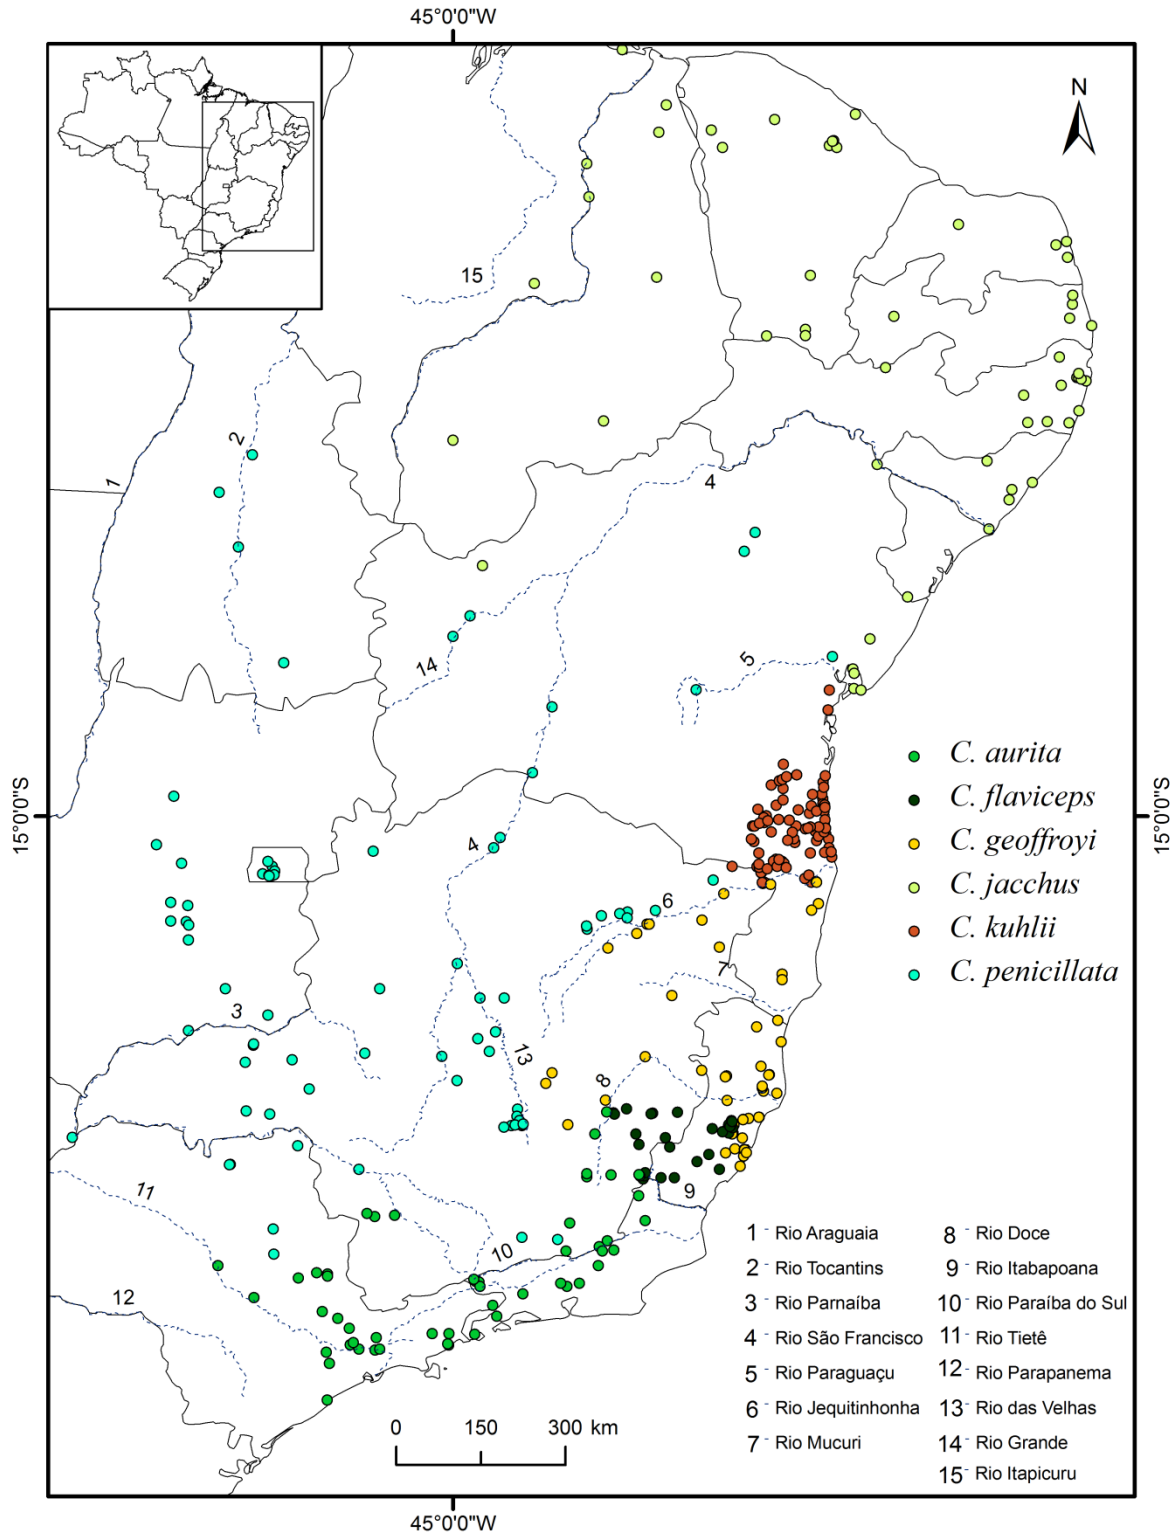 45°0'0"W
N
15
2
1
4
14
5
C. aurita
C. flaviceps
C. geoffroyi
C. jacchus
C. kuhlii
C. penicillata
15°0'0"S
15°0'0"S
4
6
7
3
13
8
11
9
10
12
1 - Rio Araguaia
2 - Rio Tocantins
3 - Rio Parnaíba
4 - Rio São Francisco
5 - Rio Paraguaçu
6 - Rio Jequitinhonha
7 - Rio Mucuri
8 - Rio Doce
9 - Rio Itabapoana
10 - Rio Paraíba do Sul
11 - Rio Tietê
12 - Rio Parapanema
13 - Rio das Velhas
14 - Rio Grande
15 - Rio Itapicuru
0 150 300 km
45°0'0"W